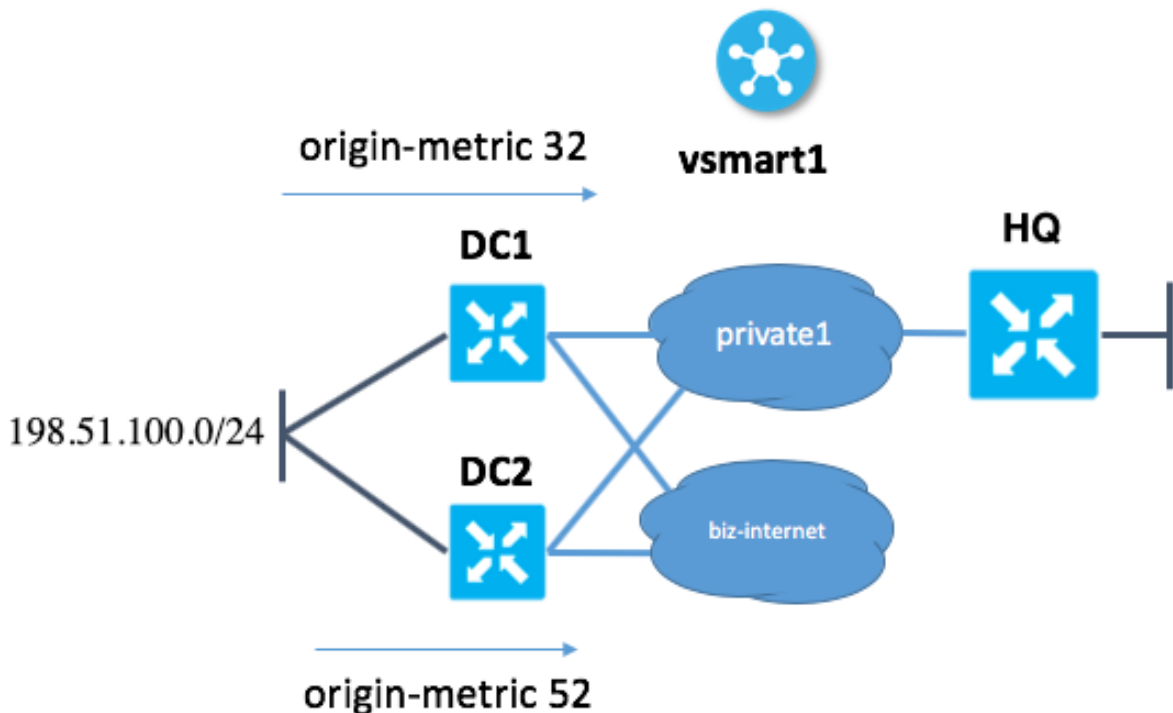 origin-metric 32
vsmart1
DC1
HQ
private1
198.51.100.0/24
DC2
biz-internet
origin-metric 52